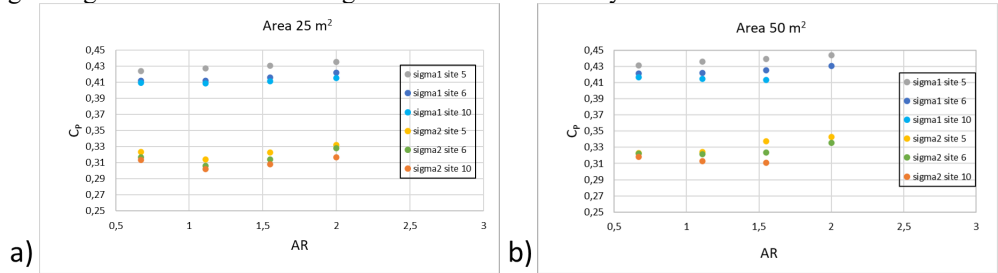 Area 25 m²
0,45
0,43
0,41
0,39
0,37
0,35
0,33
0,31
0,29
0,27
0,25
C_P
0,5
1
1,5
2
2,5
3
AR
sigma1 site 5
sigma1 site 6
sigma1 site 10
sigma2 site 5
sigma2 site 6
sigma2 site 10
a)
Area 50 m²
0,45
0,43
0,41
0,39
0,37
0,35
0,33
0,31
0,29
0,27
0,25
C_P
0,5
1
1,5
2
2,5
3
AR
sigma1 site 5
sigma1 site 6
sigma1 site 10
sigma2 site 5
sigma2 site 6
sigma2 site 10
b)